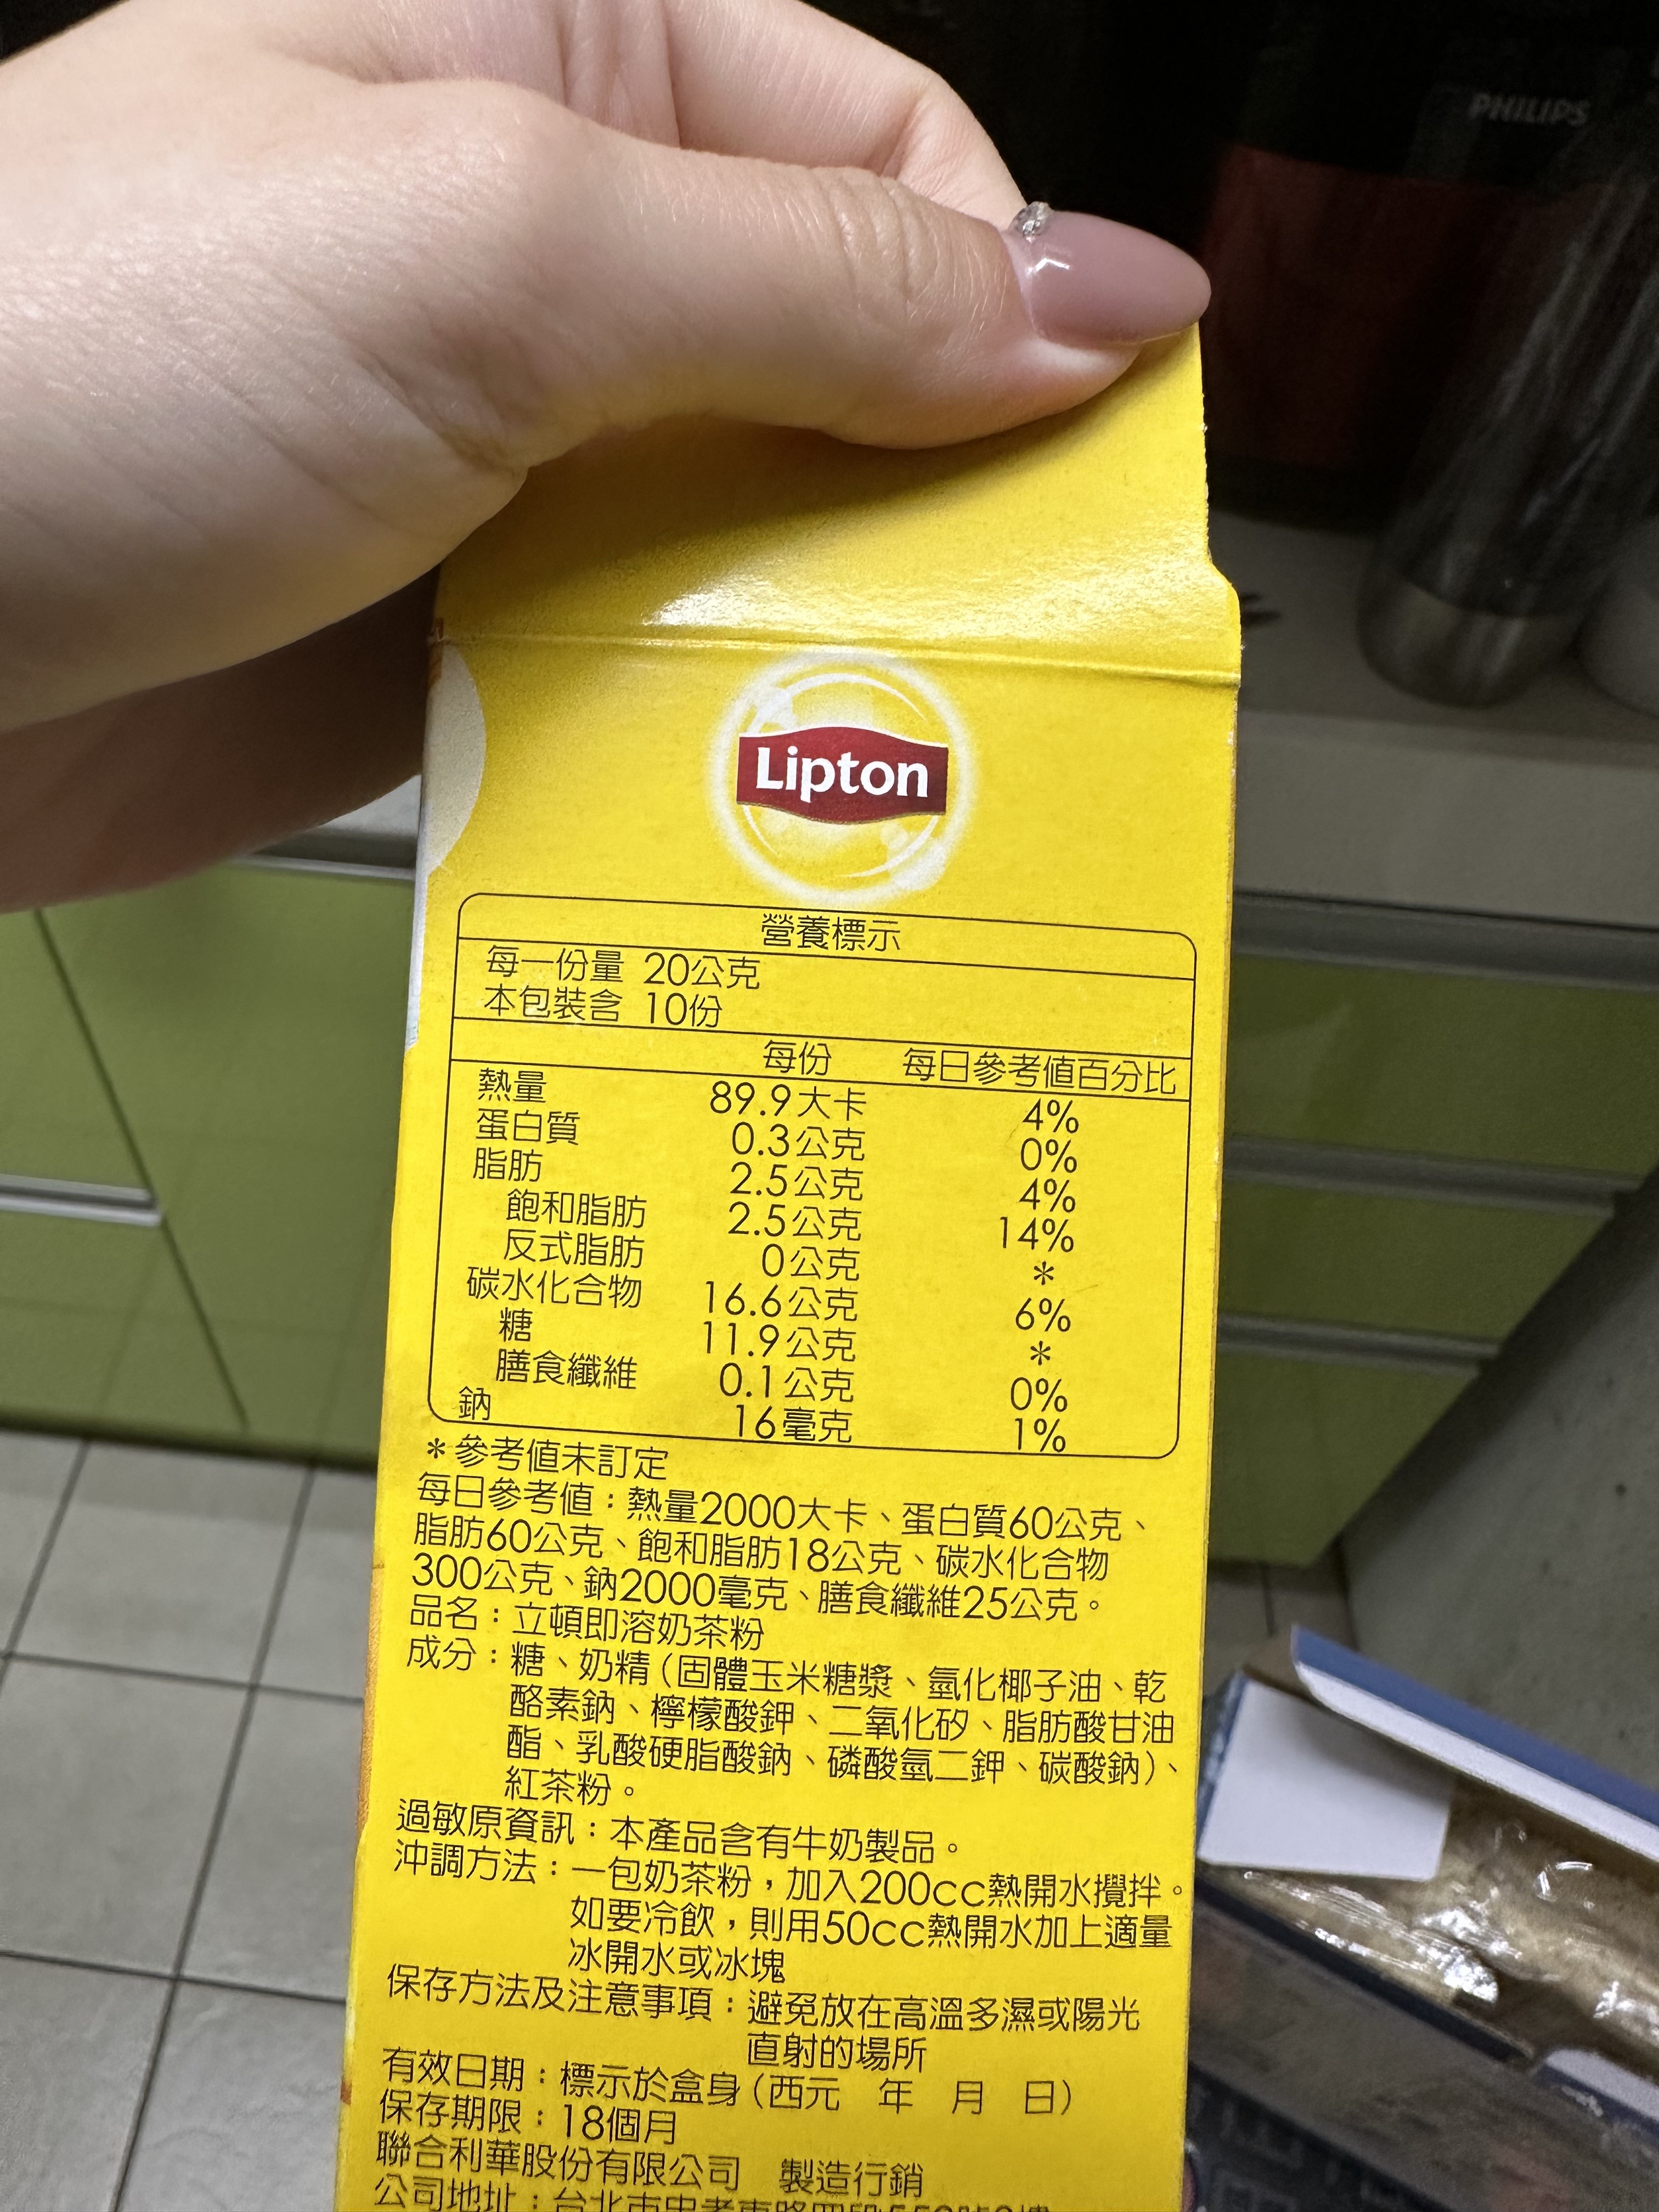 PHILIPS
Lipton
營養標示
每一份量 20公克
本包裝含 10份
每份 每日參考值百分比
熱量 89.9大卡 4%
蛋白質 0.3公克 0%
脂肪 2.5公克 4%
飽和脂肪 2.5公克 14%
反式脂肪 0公克 *
碳水化合物 16.6公克 6%
糖 11.9公克 *
膳食纖維 0.1公克 0%
鈉 16毫克 1%
*參考值未訂定
每日參考值：熱量2000大卡、蛋白質60公克、
脂肪60公克、飽和脂肪18公克、碳水化合物
300公克、鈉2000毫克、膳食纖維25公克。
品名：立頓即溶奶茶粉
成分：糖、奶精(固體玉米糖漿、氫化椰子油、乾
酪素鈉、檸檬酸鉀、二氧化矽、脂肪酸甘油
酯、乳酸硬脂酸鈉、磷酸氫二鉀、碳酸鈉)、
紅茶粉。
過敏原資訊：本產品含有牛奶製品。
沖調方法：一包奶茶粉，加入200cc熱開水攪拌。
如要冷飲，則用50cc熱開水加上適量
冰開水或冰塊
保存方法及注意事項：避免放在高溫多濕或陽光
直射的場所
有效日期：標示於盒身(西元 年 月 日)
保存期限：18個月
聯合利華股份有限公司 製造行銷
公司地址：台北市忠孝東路四段